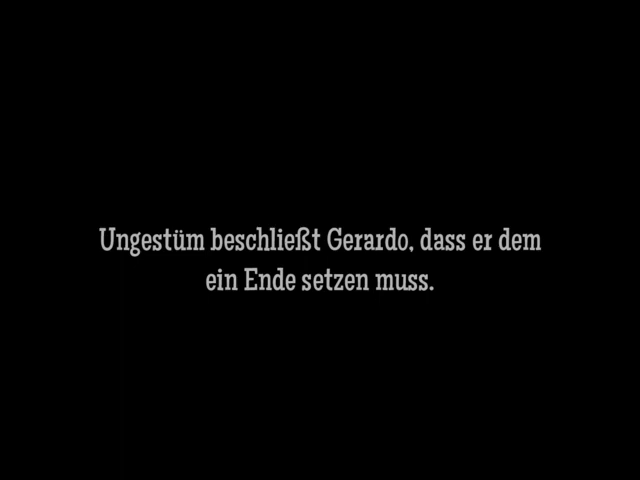 Ungestüm beschließt Gerardo, dass er dem
ein Ende setzen muss.